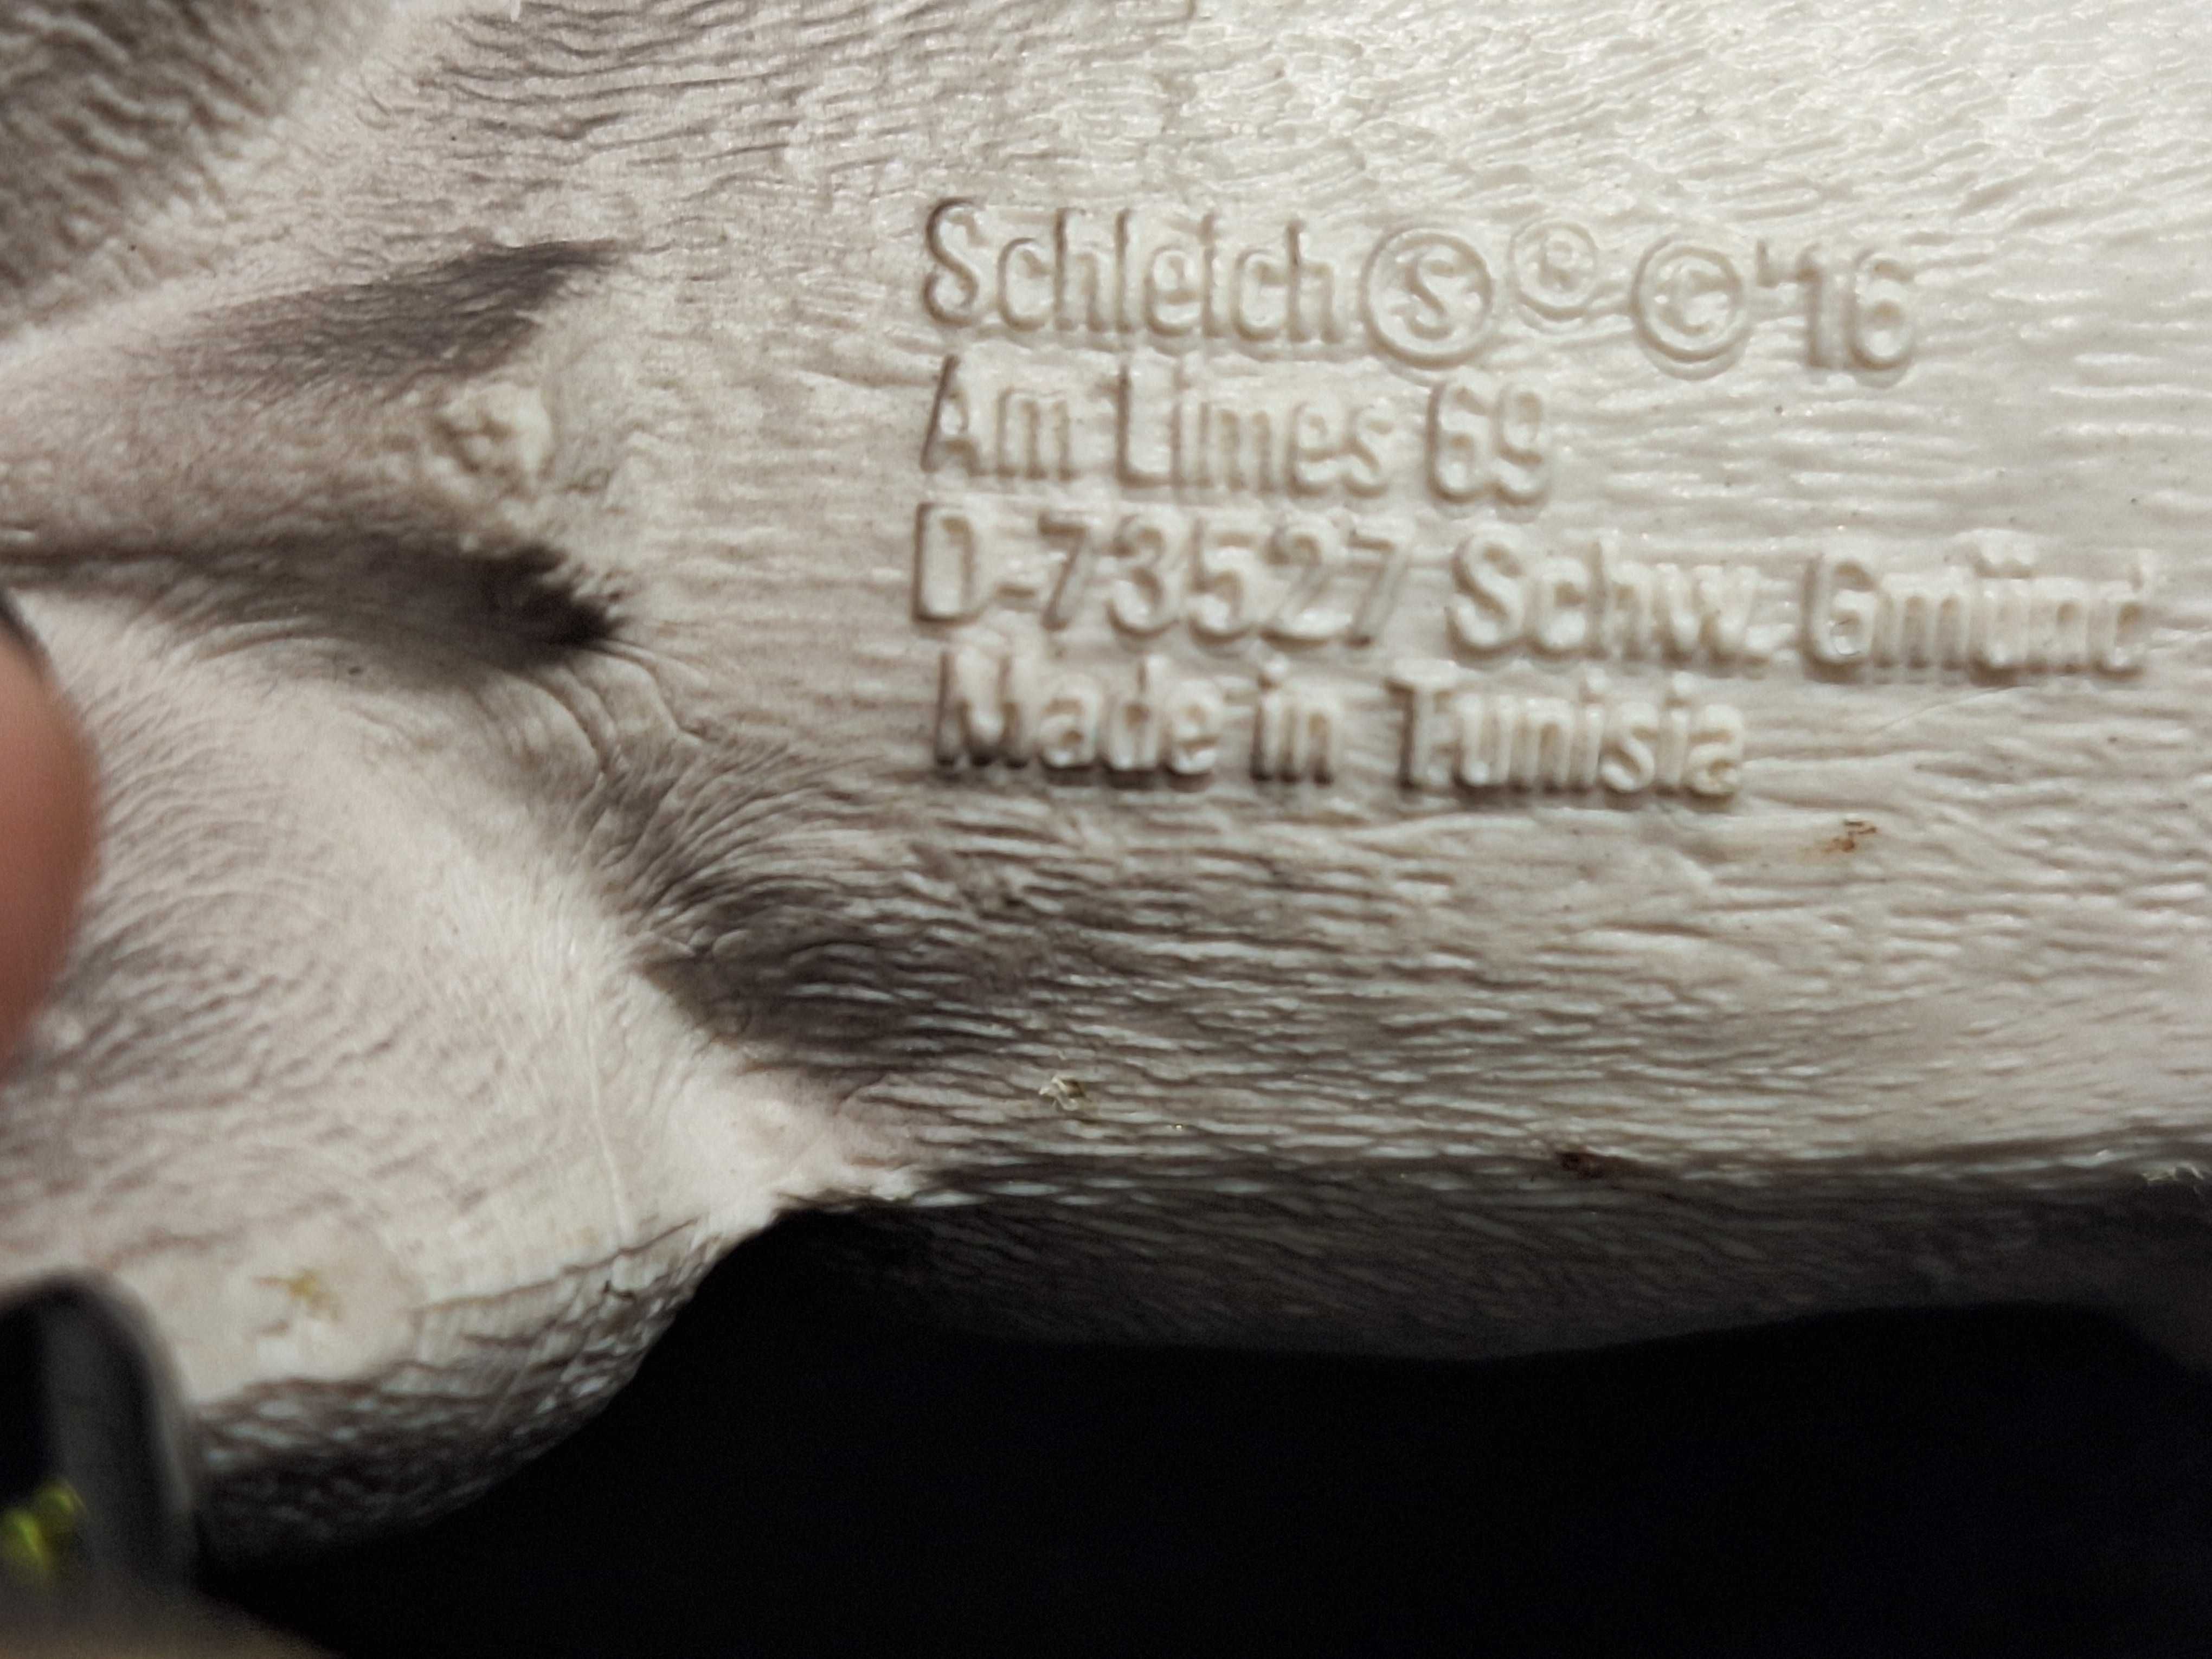 Schleich Ⓢ ® © '16
Am Limes 69
D-73527 Schw. Gmünd
Made in Tunisia